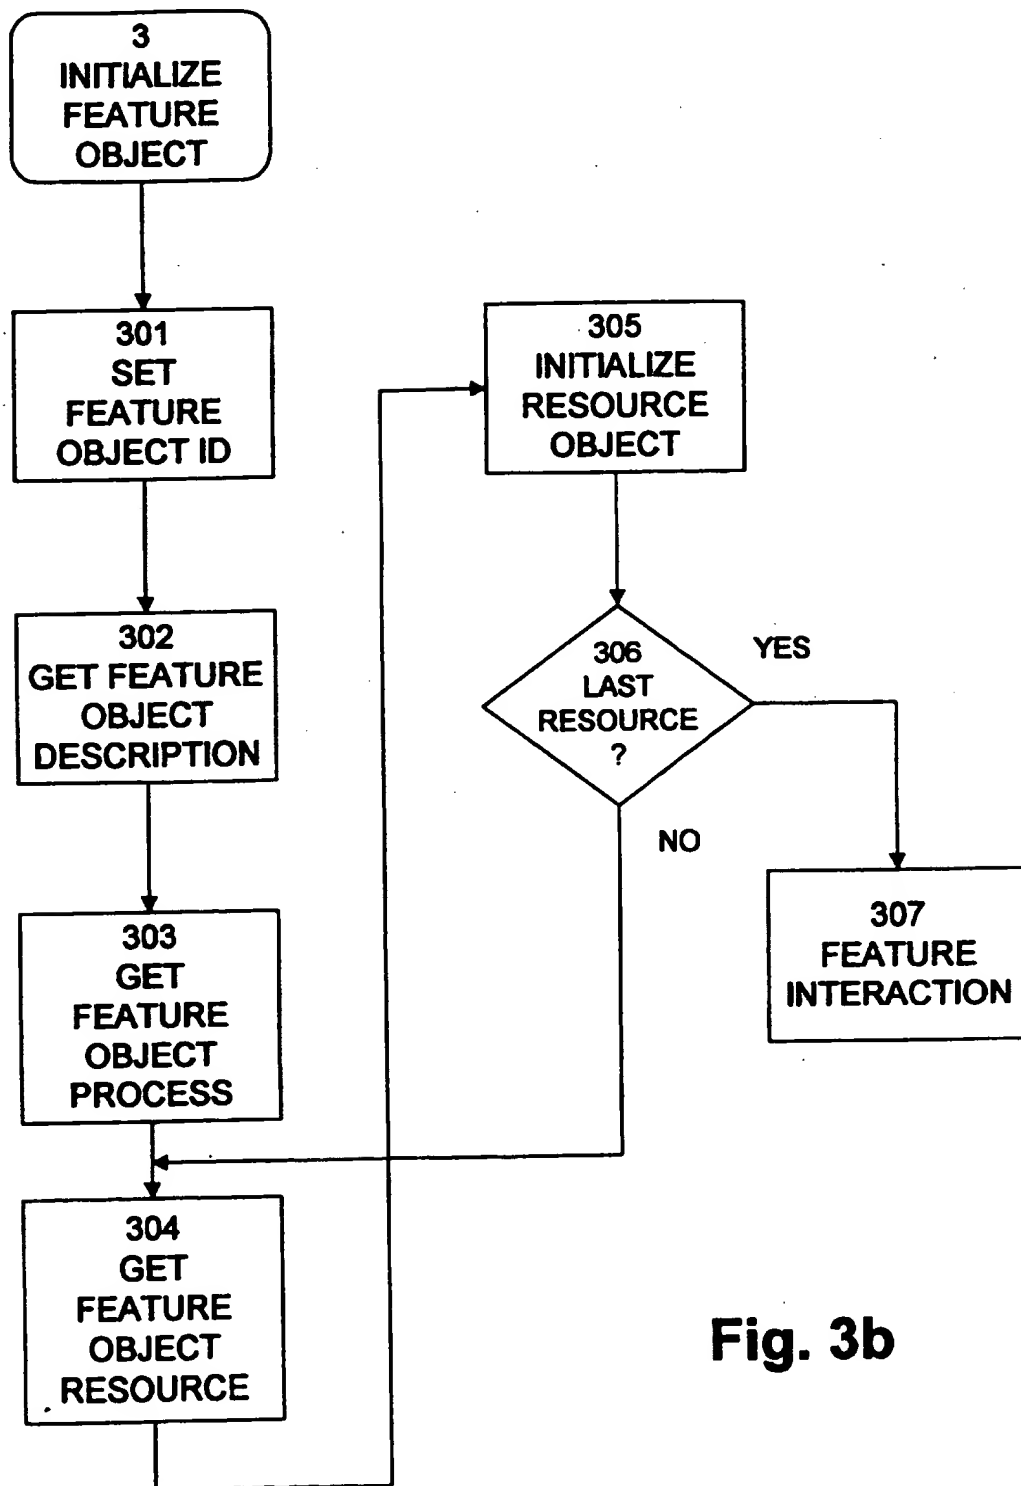 3
INITIALIZE
FEATURE
OBJECT
301
SET
FEATURE
OBJECT ID
302
GET FEATURE
OBJECT
DESCRIPTION
303
GET
FEATURE
OBJECT
PROCESS
304
GET
FEATURE
OBJECT
RESOURCE
305
INITIALIZE
RESOURCE
OBJECT
306
LAST
RESOURCE
?
YES
NO
307
FEATURE
INTERACTION
Fig. 3b